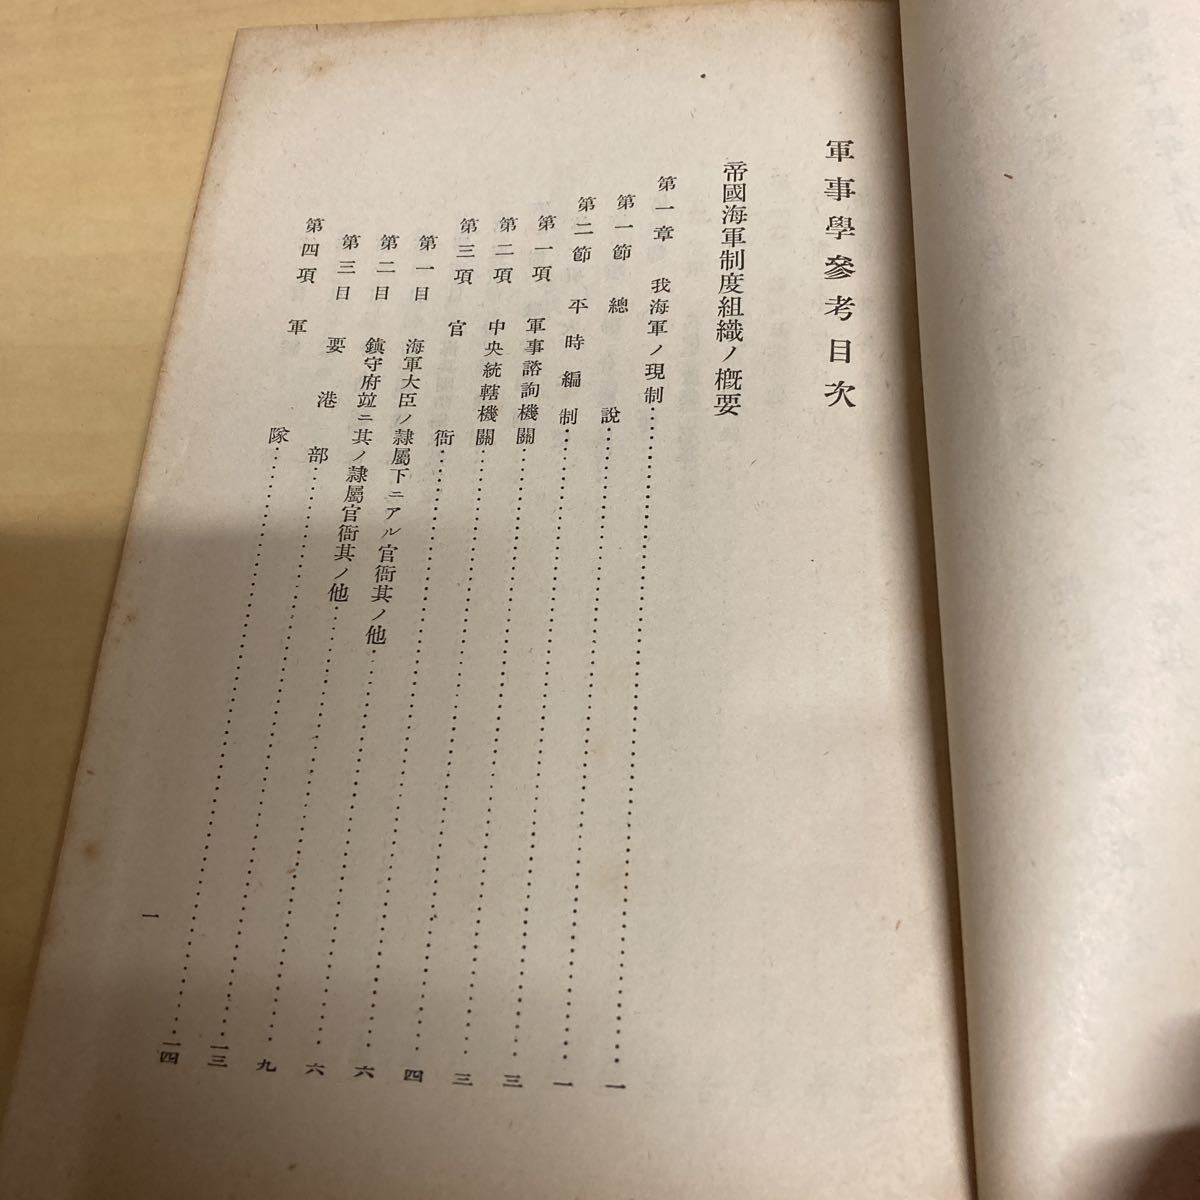 軍事學參考目次
帝國海軍制度組織ノ槪要
第一章 我海軍ノ現制……………一
第一節 總說……………一
第二節 平時編制……………三
第一項 軍事諮詢機關……………三
第二項 中央統轄機關……………四
第三項 官衙……………六
第一目 海軍大臣ノ隷屬下ニアル官衙其ノ他……………六
第二目 鎭守府竝ニ其ノ隷屬官衙其ノ他……………九
第三目 要港部……………一三
第四項 軍隊……………一四
一